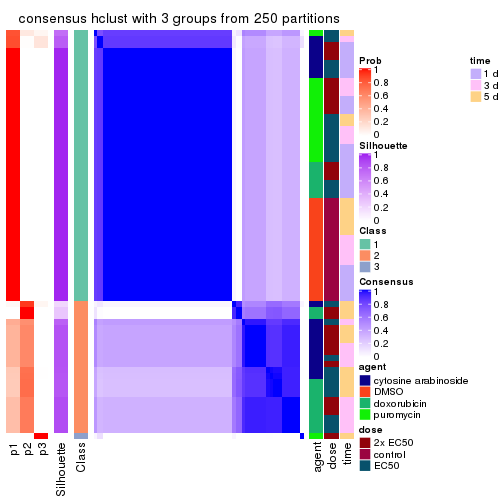 consensus hclust with 3 groups from 250 partitions
Prob
1
0.8
0.6
0.4
0.2
0
time
1 d
3 d
5 d
Silhouette
1
0.8
0.6
0.4
0.2
0
Class
1
2
3
Consensus
1
0.8
0.6
0.4
0.2
0
agent
cytosine arabinoside
DMSO
doxorubicin
puromycin
dose
2x EC50
control
EC50
p1
p2
p3
Silhouette
Class
agent
dose
time